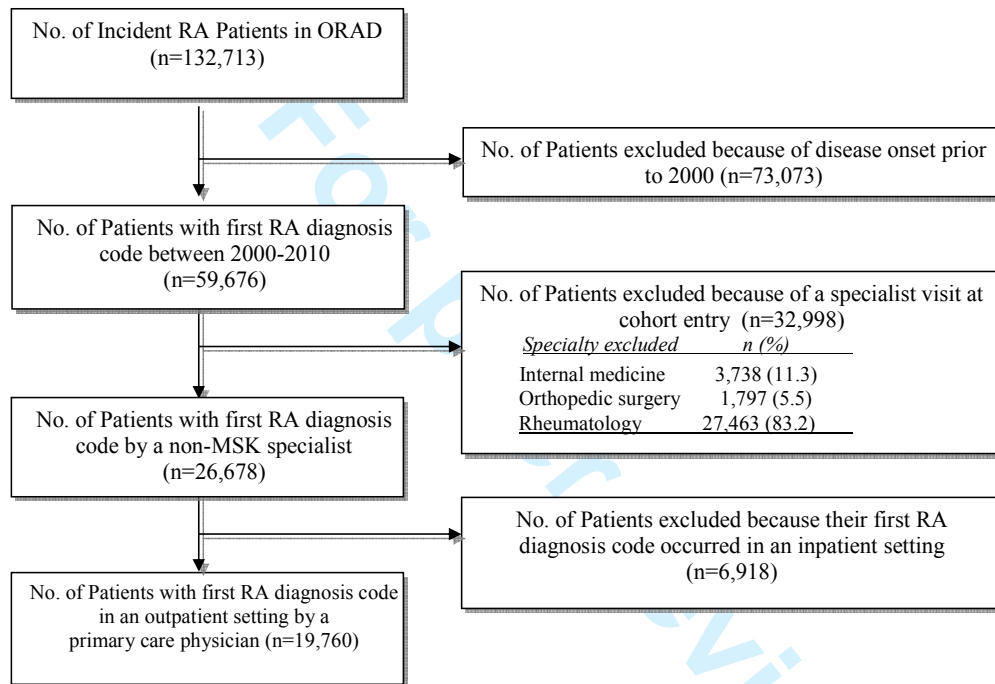 No. of Incident RA Patients in ORAD
(n=132,713)
No. of Patients excluded because of disease onset prior
to 2000 (n=73,073)
No. of Patients with first RA diagnosis
code between 2000-2010
(n=59,676)
No. of Patients excluded because of a specialist visit at
cohort entry (n=32,998)
Specialty excluded n (%)
Internal medicine 3,738 (11.3)
Orthopedic surgery 1,797 (5.5)
Rheumatology 27,463 (83.2)
No. of Patients with first RA diagnosis
code by a non-MSK specialist
(n=26,678)
No. of Patients excluded because their first RA
diagnosis code occurred in an inpatient setting
(n=6,918)
No. of Patients with first RA diagnosis code
in an outpatient setting by a
primary care physician (n=19,760)
For peer revi